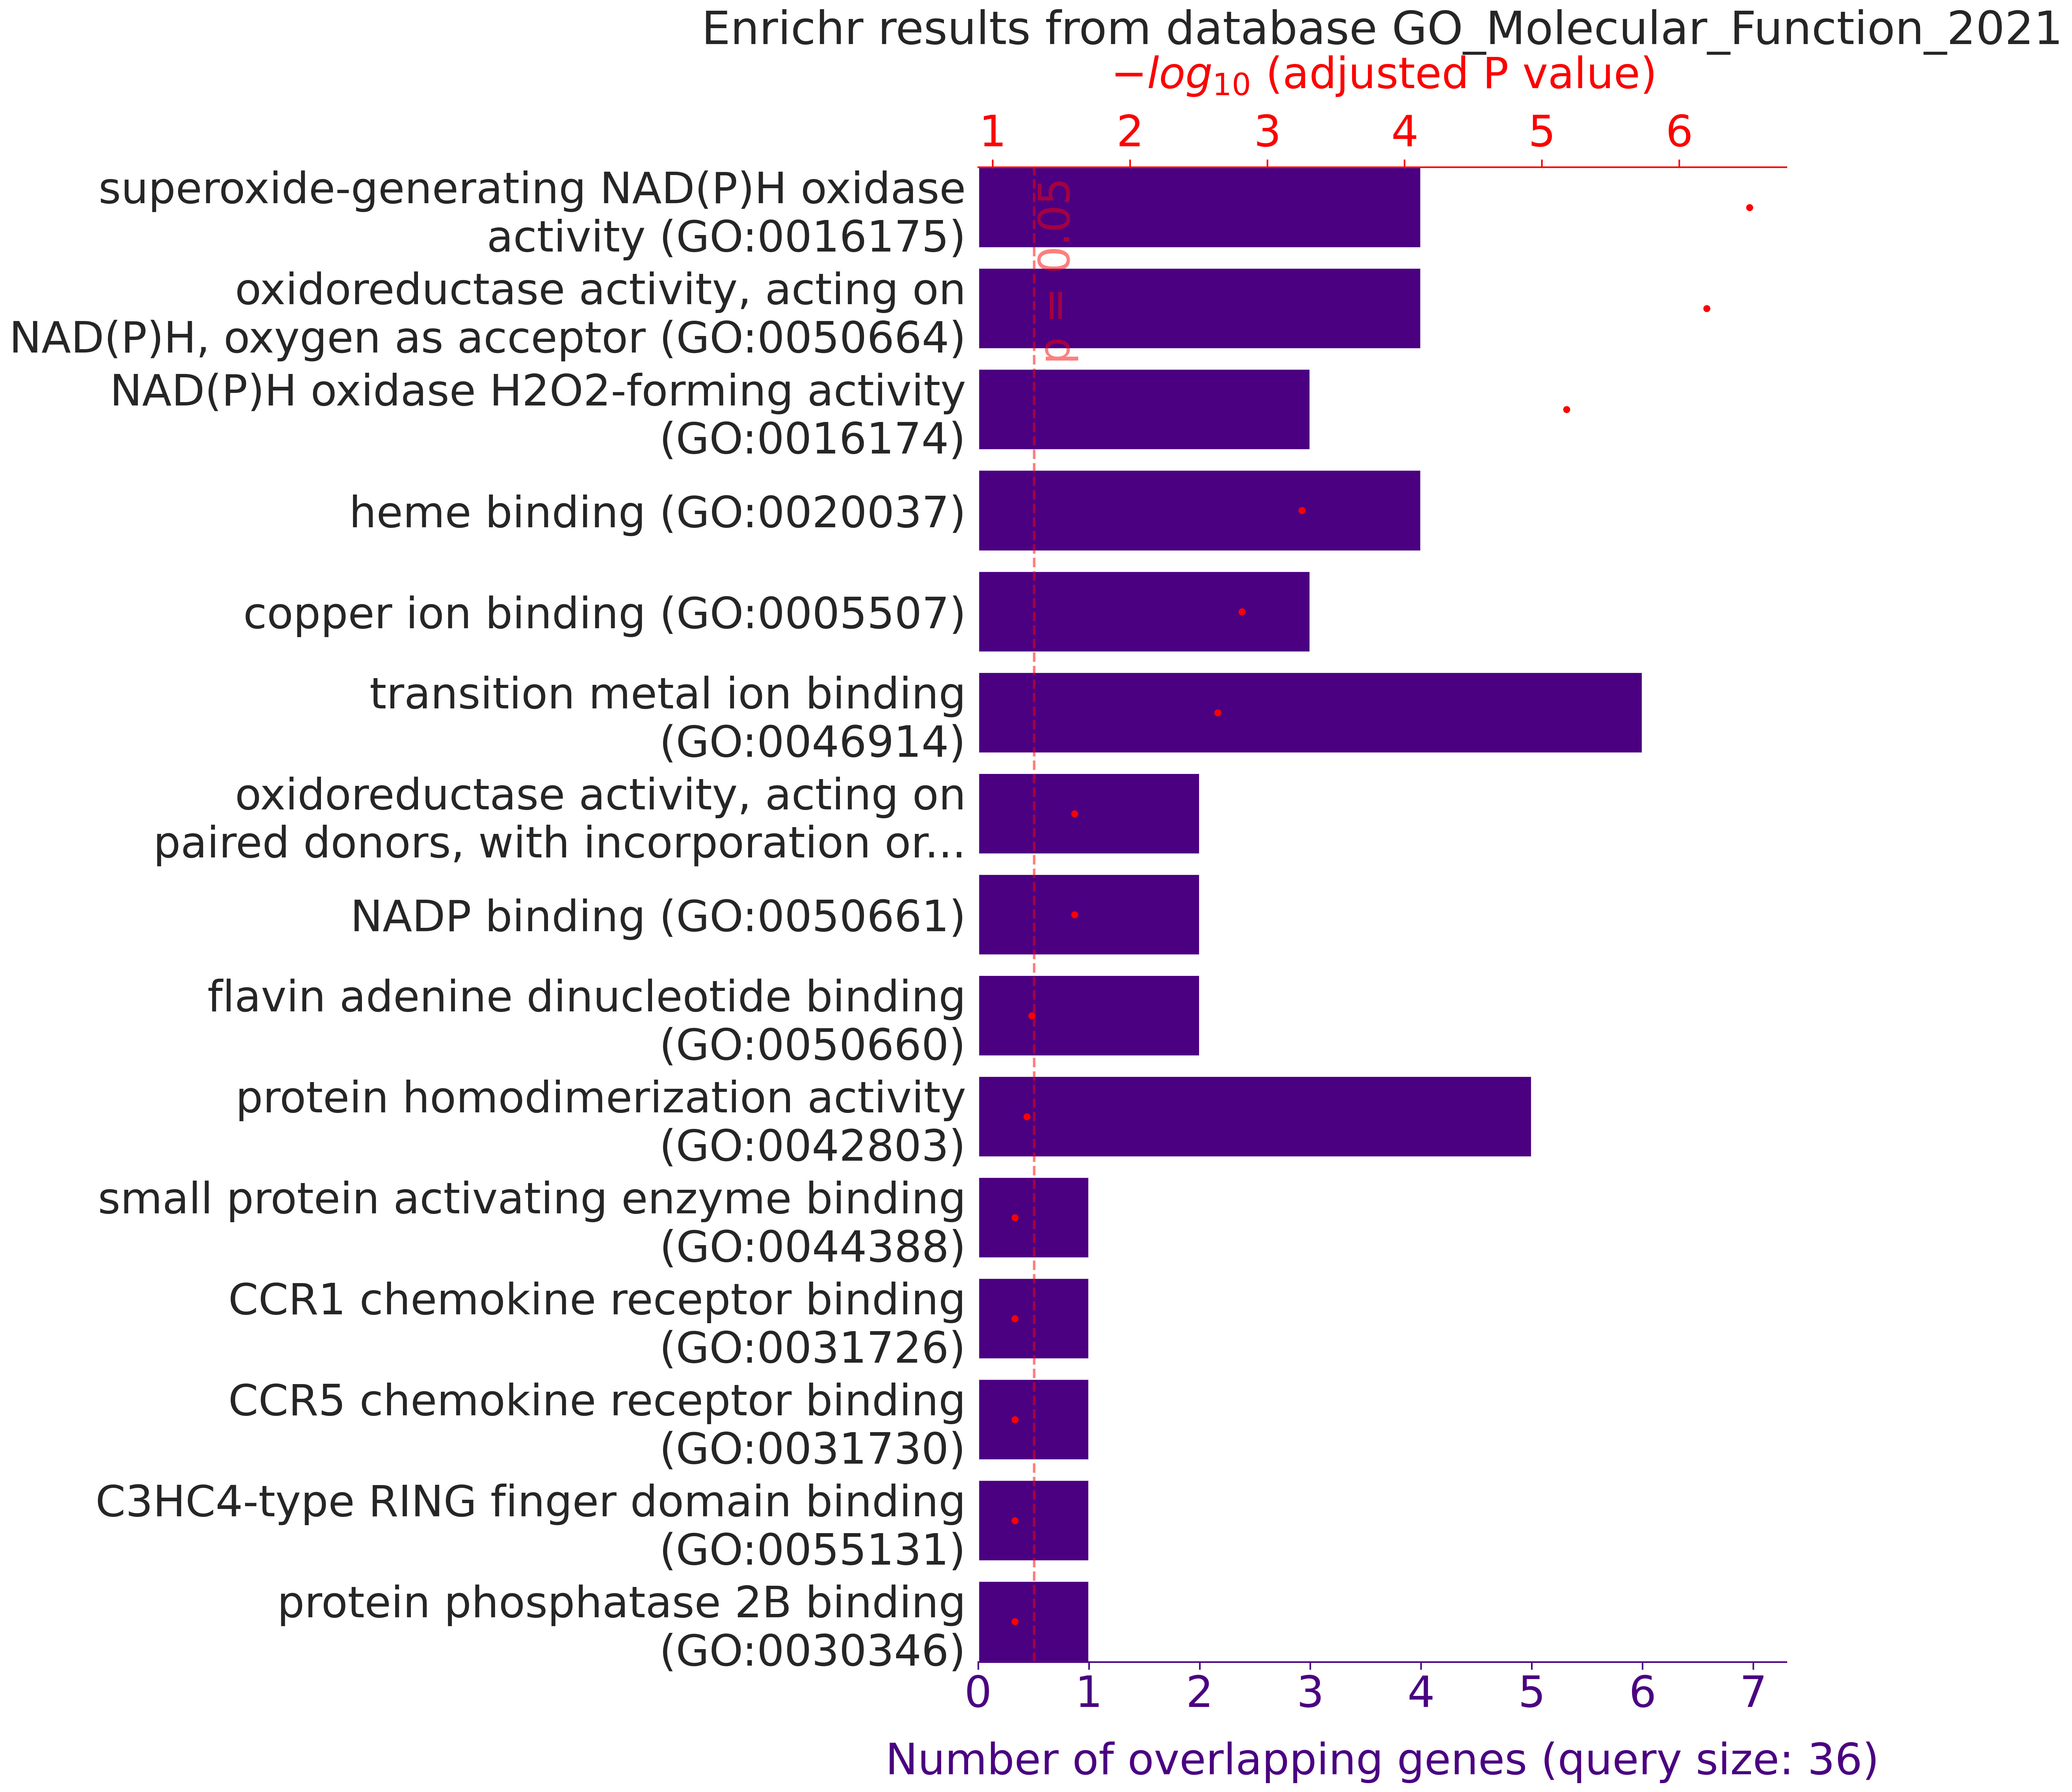 Enrichr results from database GO_Molecular_Function_2021
−log10 (adjusted P value)
1 2 3 4 5 6
superoxide-generating NAD(P)H oxidase
activity (GO:0016175)
p = 0.05
oxidoreductase activity, acting on
NAD(P)H, oxygen as acceptor (GO:0050664)
NAD(P)H oxidase H2O2-forming activity
(GO:0016174)
heme binding (GO:0020037)
copper ion binding (GO:0005507)
transition metal ion binding
(GO:0046914)
oxidoreductase activity, acting on
paired donors, with incorporation or...
NADP binding (GO:0050661)
flavin adenine dinucleotide binding
(GO:0050660)
protein homodimerization activity
(GO:0042803)
small protein activating enzyme binding
(GO:0044388)
CCR1 chemokine receptor binding
(GO:0031726)
CCR5 chemokine receptor binding
(GO:0031730)
C3HC4-type RING finger domain binding
(GO:0055131)
protein phosphatase 2B binding
(GO:0030346)
0 1 2 3 4 5 6 7
Number of overlapping genes (query size: 36)